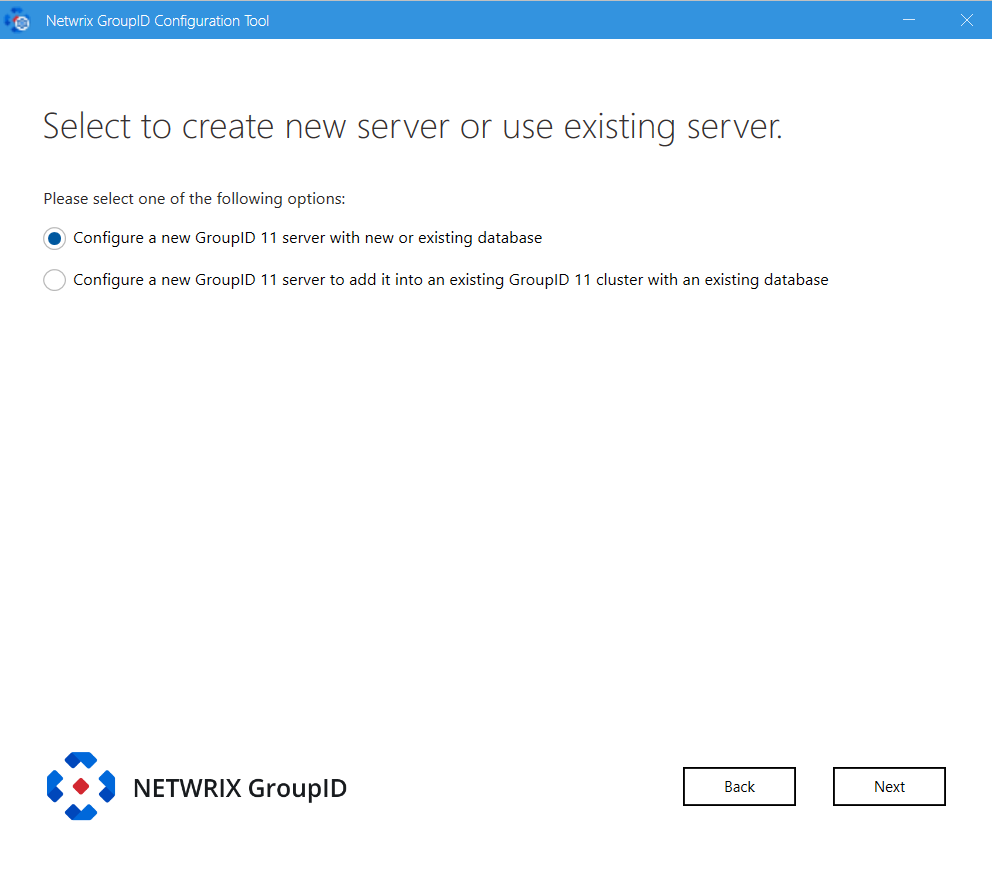 Netwrix GroupID Configuration Tool
Select to create new server or use existing server.
Please select one of the following options:
Configure a new GroupID 11 server with new or existing database
Configure a new GroupID 11 server to add it into an existing GroupID 11 cluster with an existing database
NETWRIX GroupID
Back
Next